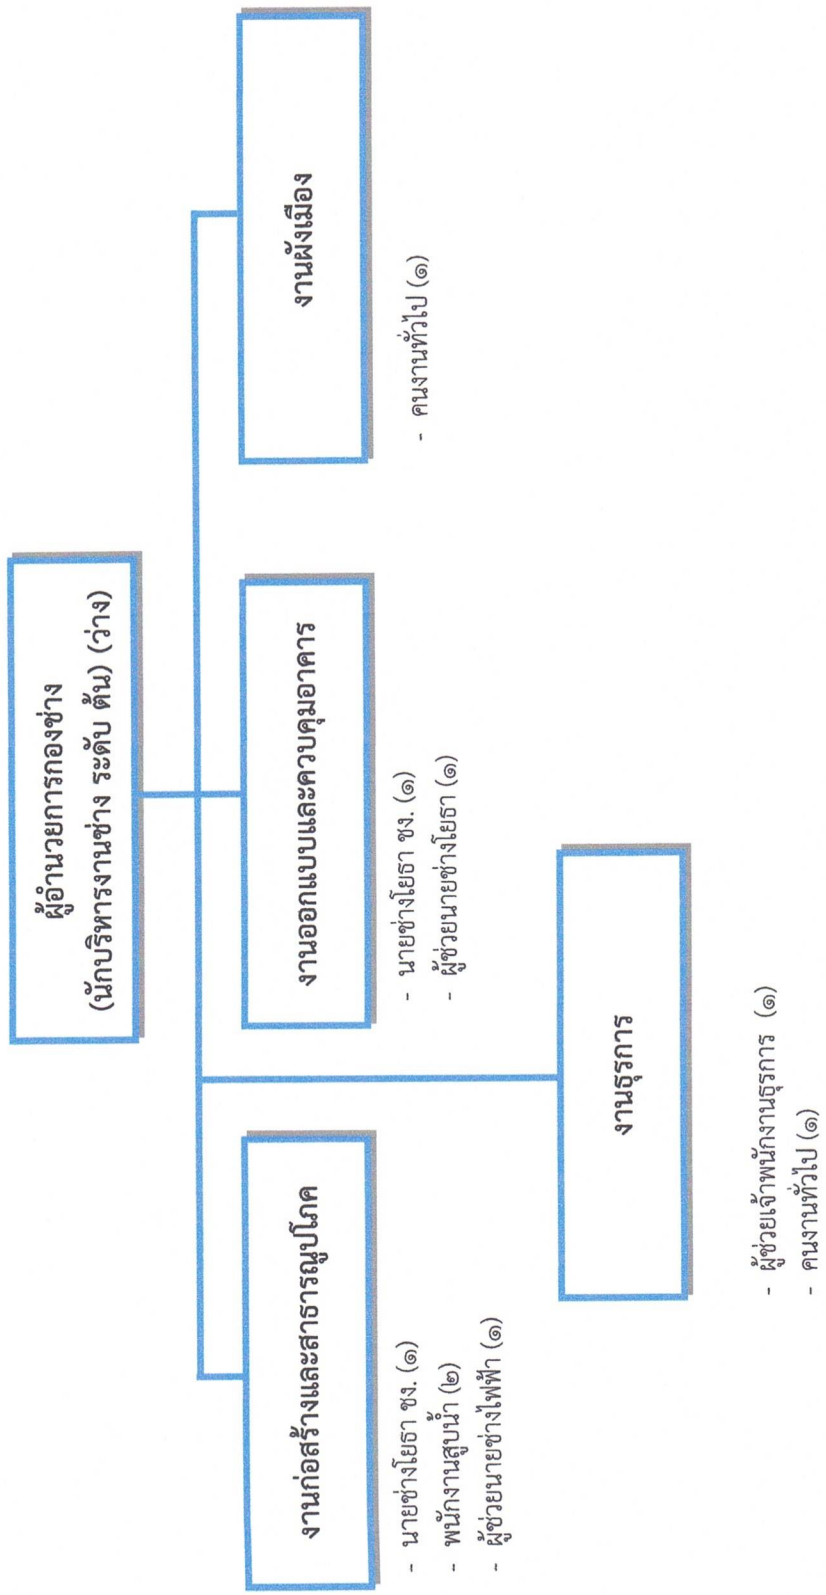 ผู้อำนวยการกองช่าง
(นักบริหารงานช่าง ระดับ ต้น) (ว่าง)
งานก่อสร้างและสาธารณูปโภค
- นายช่างโยธา ชง. (๑)
- พนักงานสูบน้ำ (๒)
- ผู้ช่วยนายช่างไฟฟ้า (๑)
งานออกแบบและควบคุมอาคาร
- นายช่างโยธา ชง. (๑)
- ผู้ช่วยนายช่างโยธา (๑)
งานผังเมือง
- คนงานทั่วไป (๑)
งานธุรการ
- ผู้ช่วยเจ้าพนักงานธุรการ (๑)
- คนงานทั่วไป (๑)